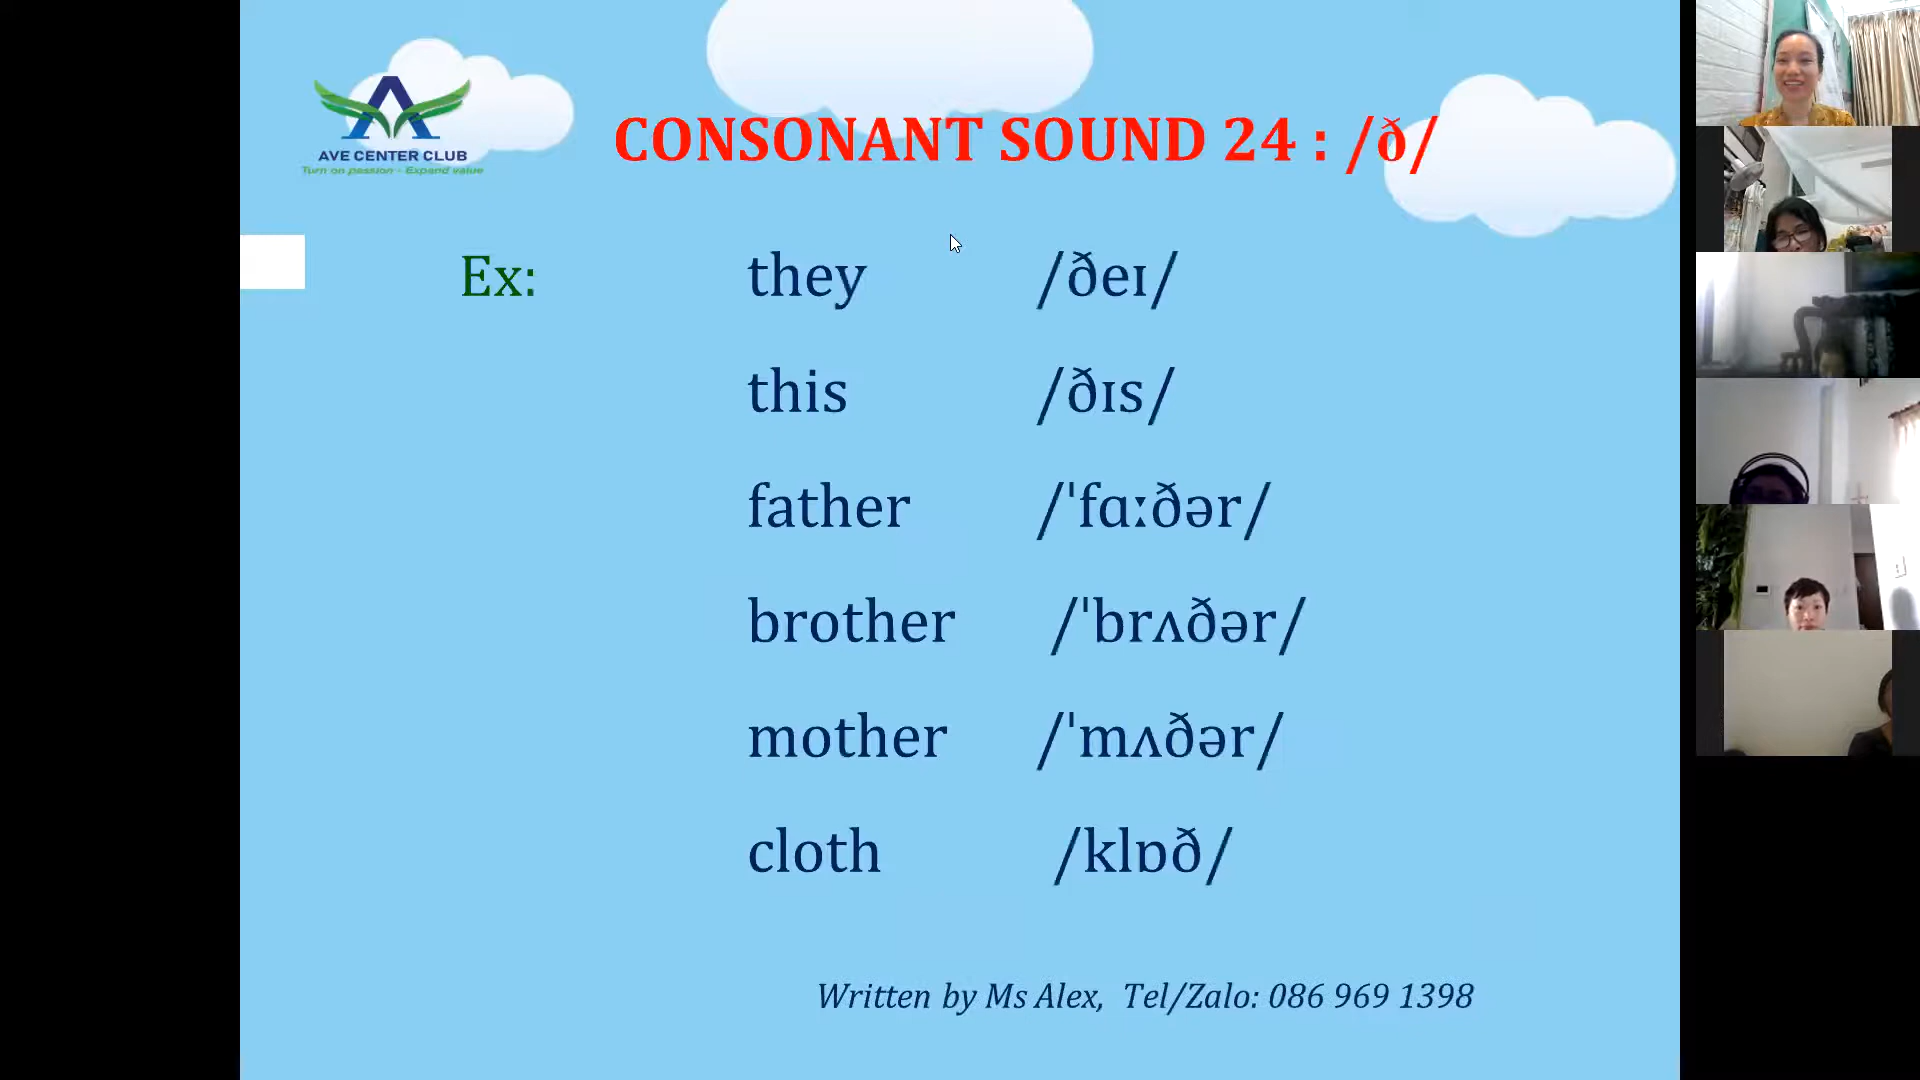 AVE CENTER CLUB
Turn on passion - Expand value
CONSONANT SOUND 24 : /ð/
Ex: they /ðeɪ/
this /ðɪs/
father /ˈfɑːðər/
brother /ˈbrʌðər/
mother /ˈmʌðər/
cloth /klɒð/
Written by Ms Alex, Tel/Zalo: 086 969 1398